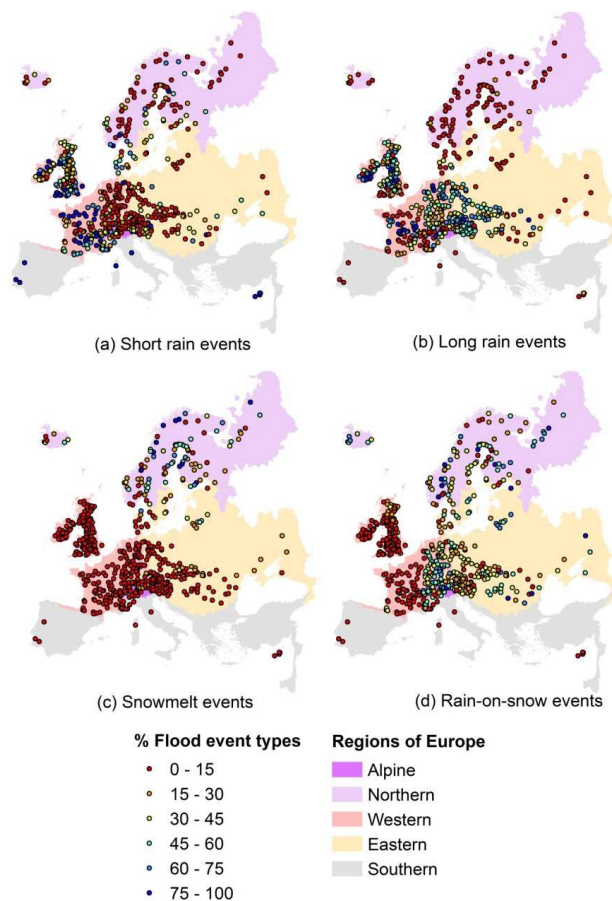 (a) Short rain events
(b) Long rain events
(c) Snowmelt events
(d) Rain-on-snow events
% Flood event types
0 - 15
15 - 30
30 - 45
45 - 60
60 - 75
75 - 100
Regions of Europe
Alpine
Northern
Western
Eastern
Southern